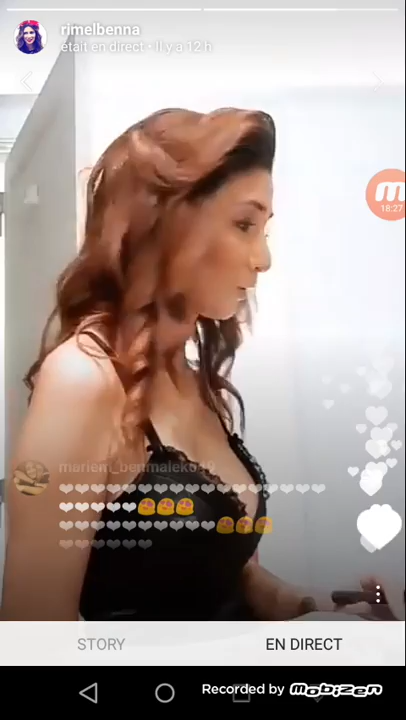 rimelbenna
était en direct • Il y a 12 h
18:27
STORY
EN DIRECT
Recorded by mobizen